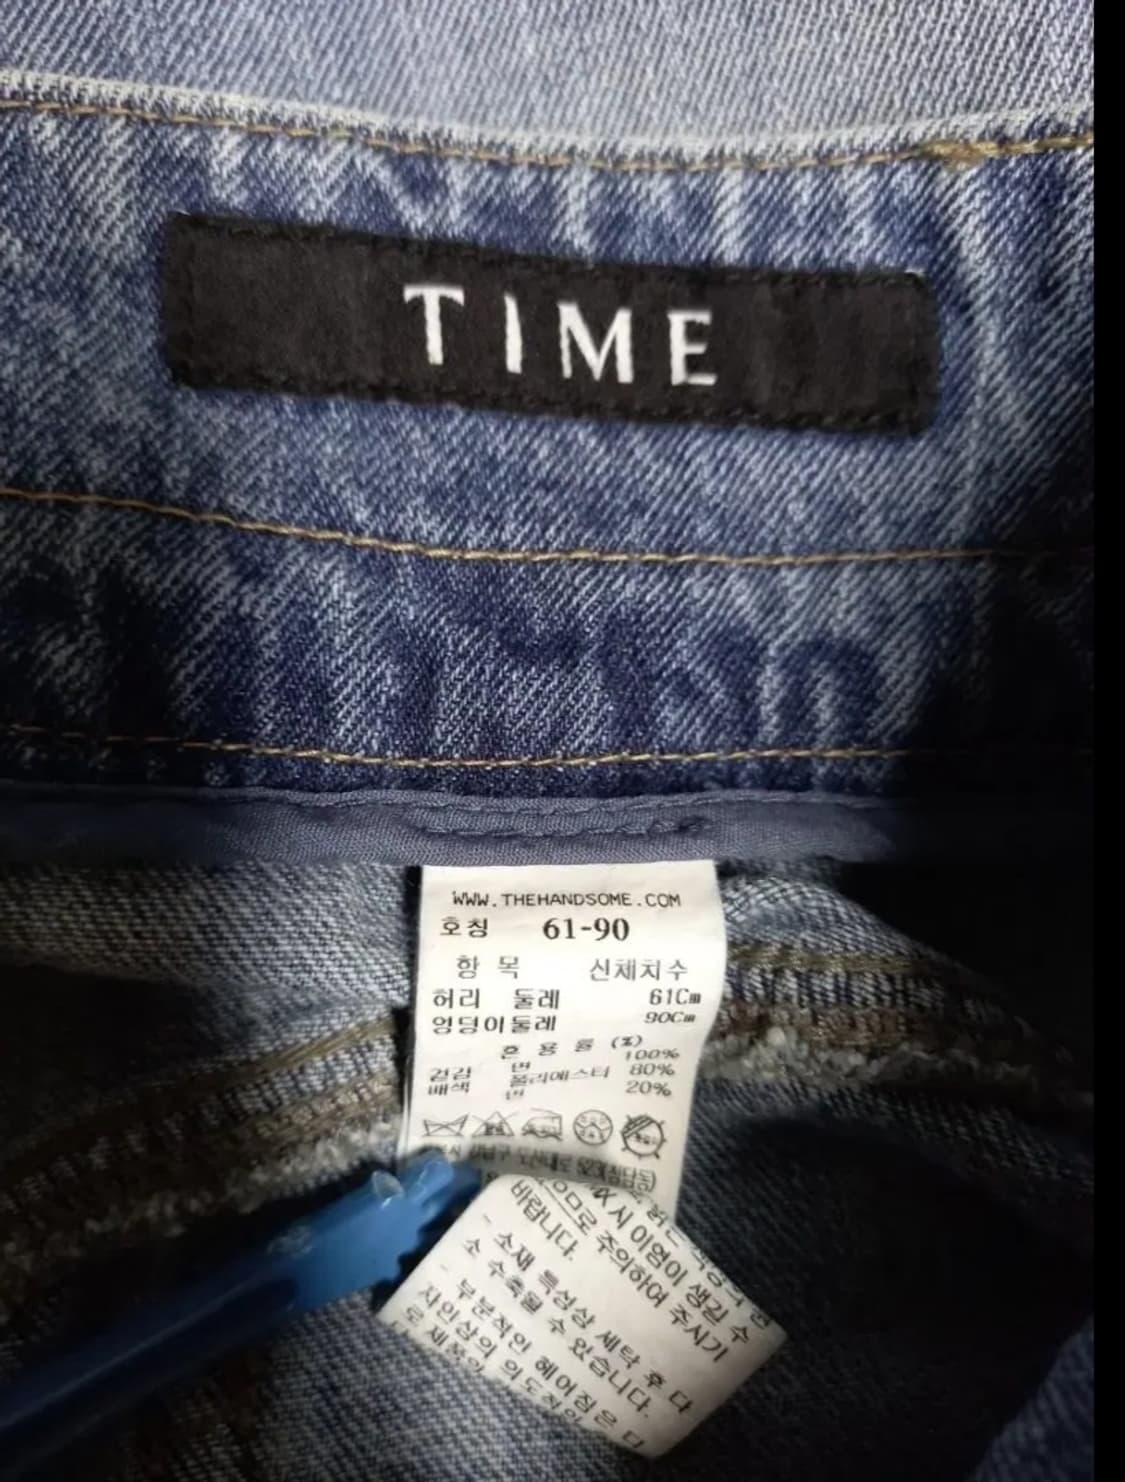 TIME
WWW.THEHANDSOME.COM
호칭 61-90
항 목 신체치수
허리 둘레 61Cm
엉덩이둘레 90Cm
혼 용 률 (%)
겉감 면 100%
배색 폴리에스터 80%
면 20%
시 이염이 생길 수
으므로 주의하여 주시기
바랍니다.
- 소재 특성상 세탁 후 다
소 수축될 수 있습니다.
- 부분적인 헤어짐은 디
자인상의 의도적인
로 제품의